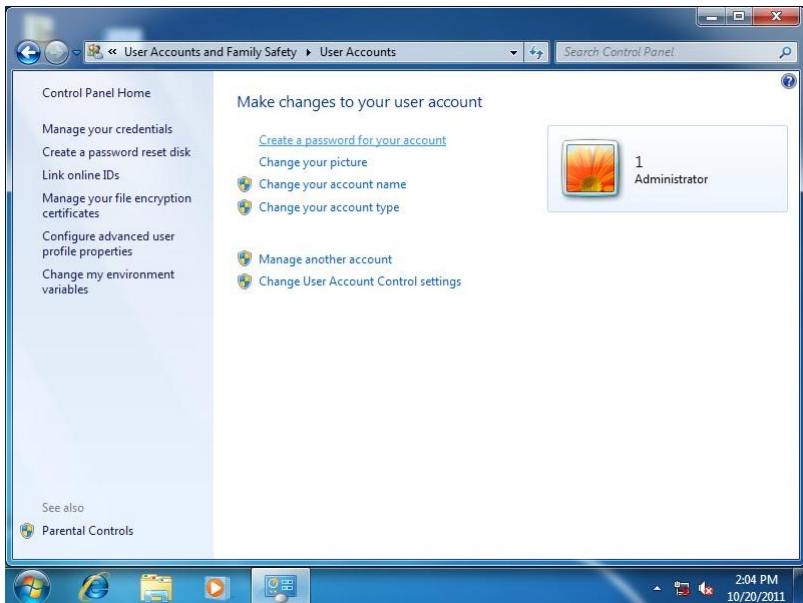 « User Accounts and Family Safety ▸ User Accounts
Search Control Panel
Control Panel Home
Manage your credentials
Create a password reset disk
Link online IDs
Manage your file encryption
certificates
Configure advanced user
profile properties
Change my environment
variables
See also
Parental Controls
Make changes to your user account
Create a password for your account
Change your picture
Change your account name
Change your account type
Manage another account
Change User Account Control settings
1
Administrator
2:04 PM
10/20/2011